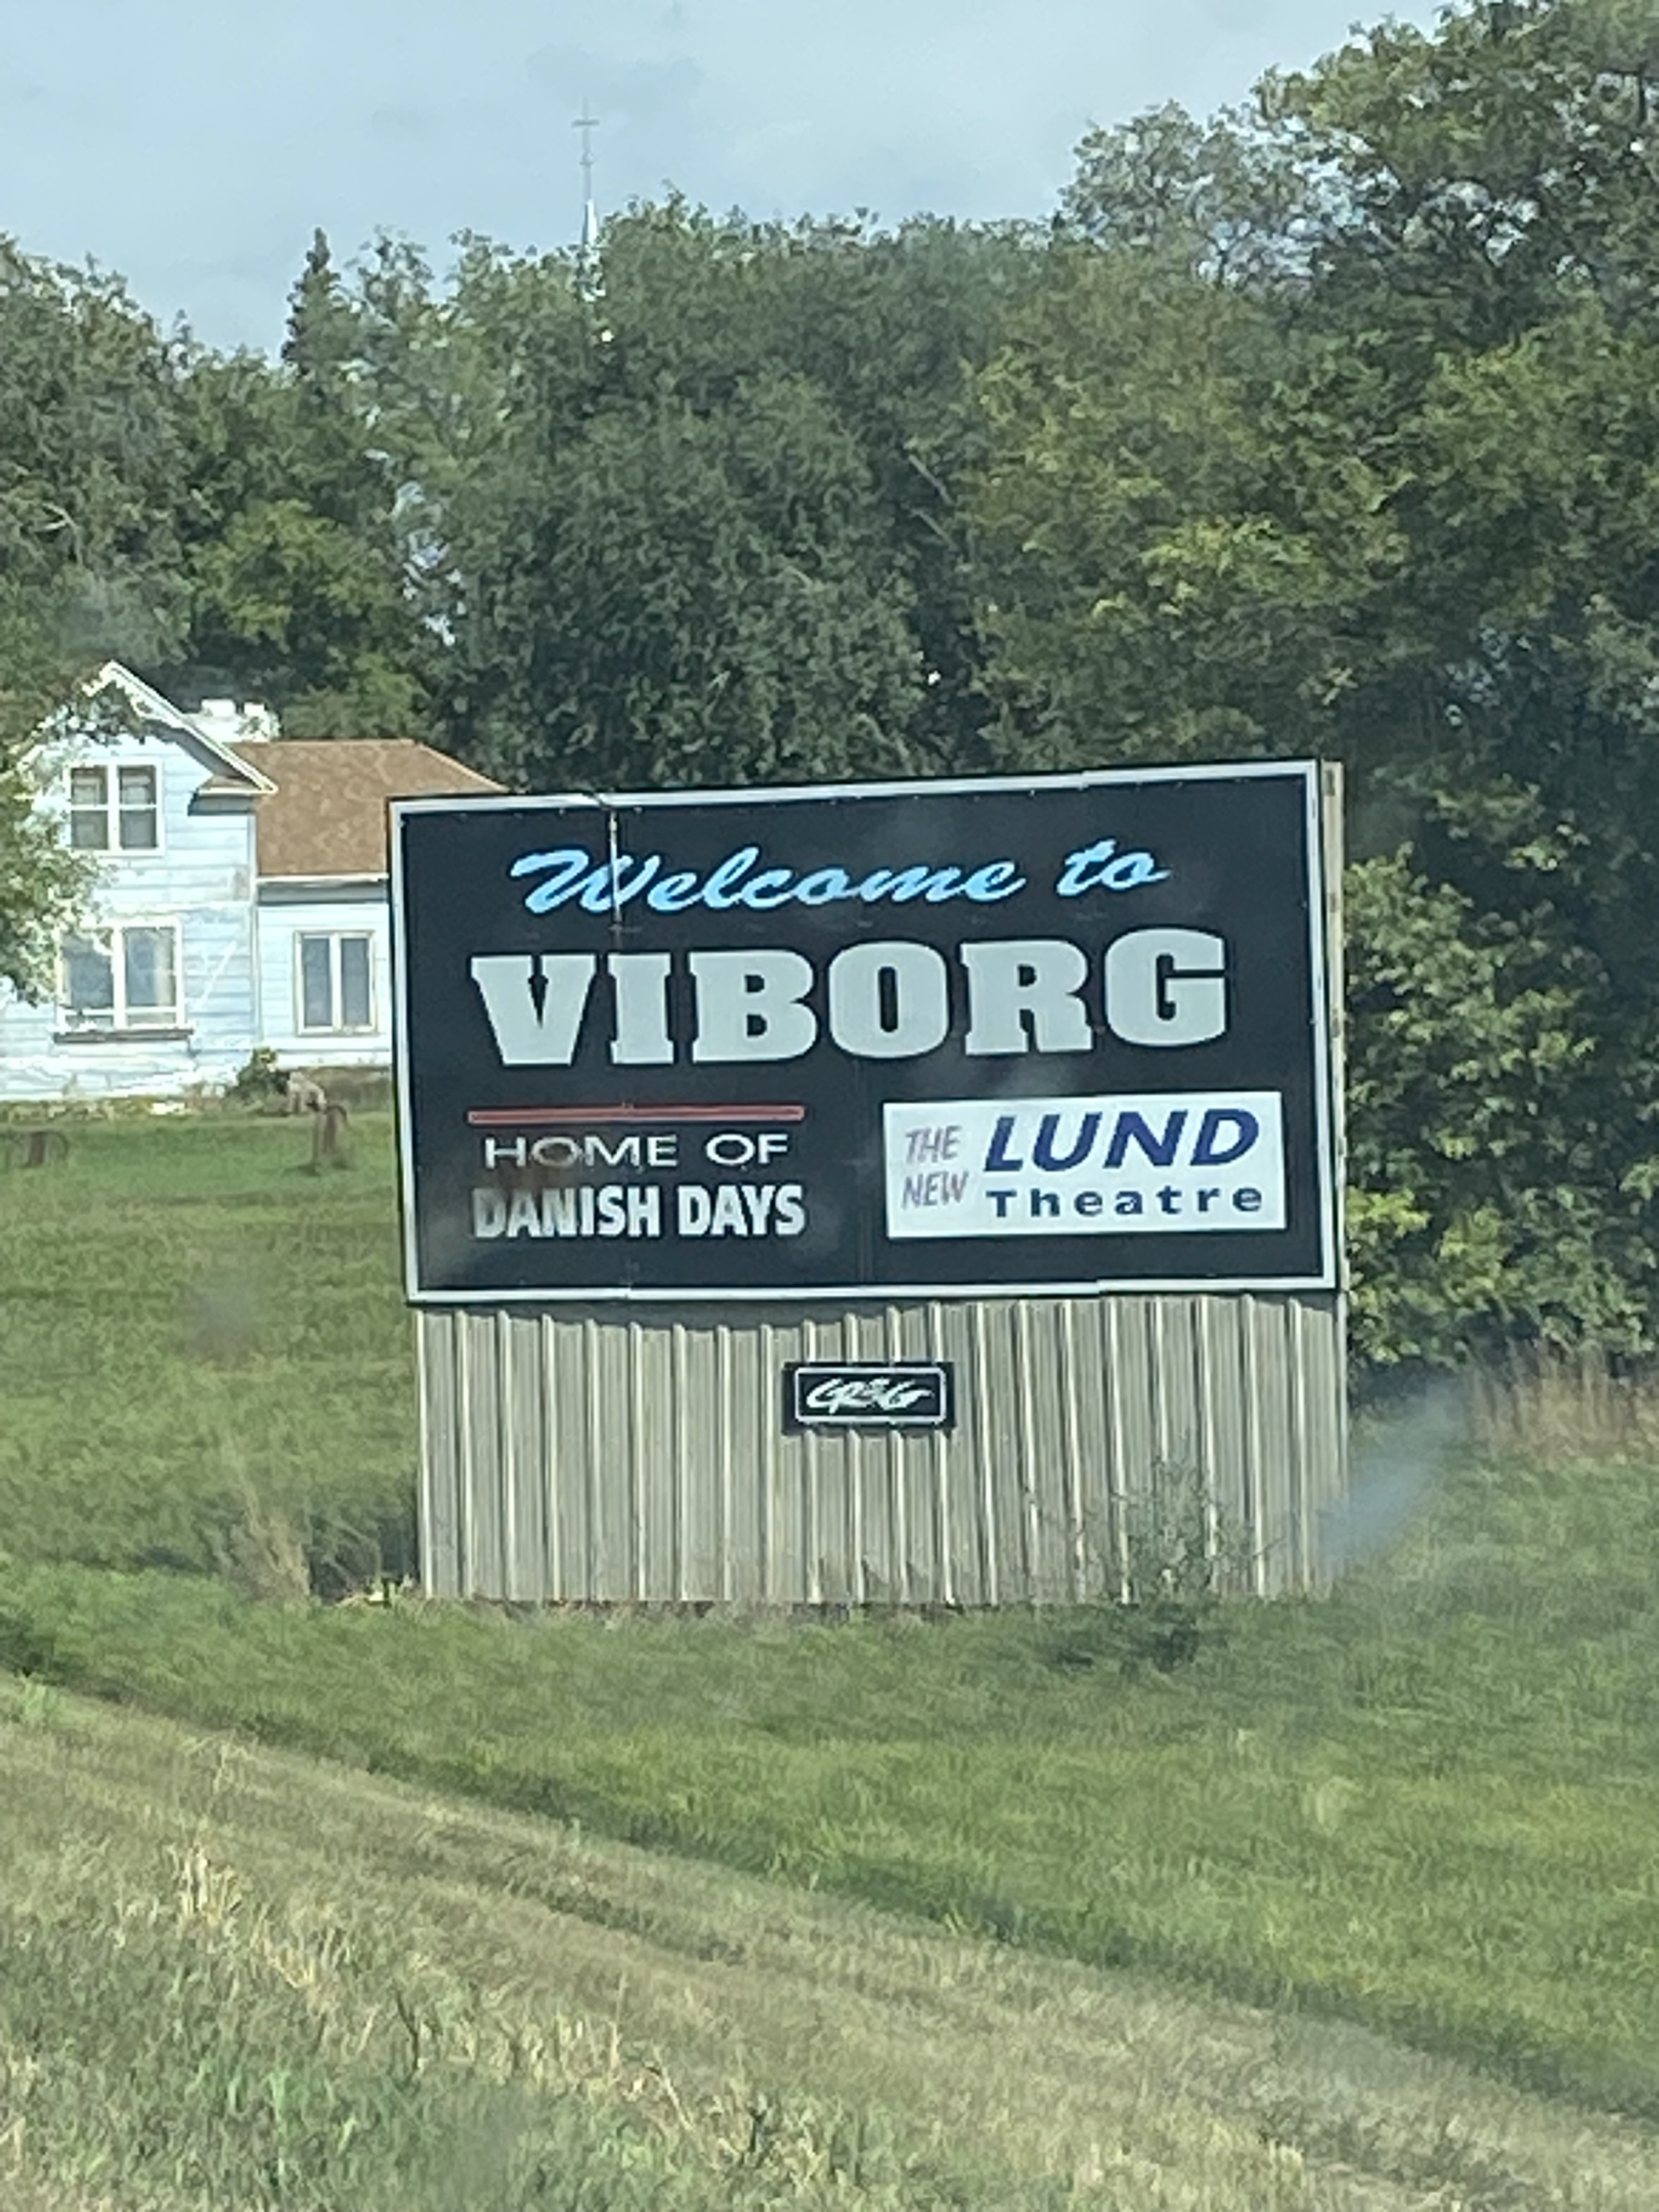 Welcome to
VIBORG
HOME OF
DANISH DAYS
THE NEW
LUND
Theatre